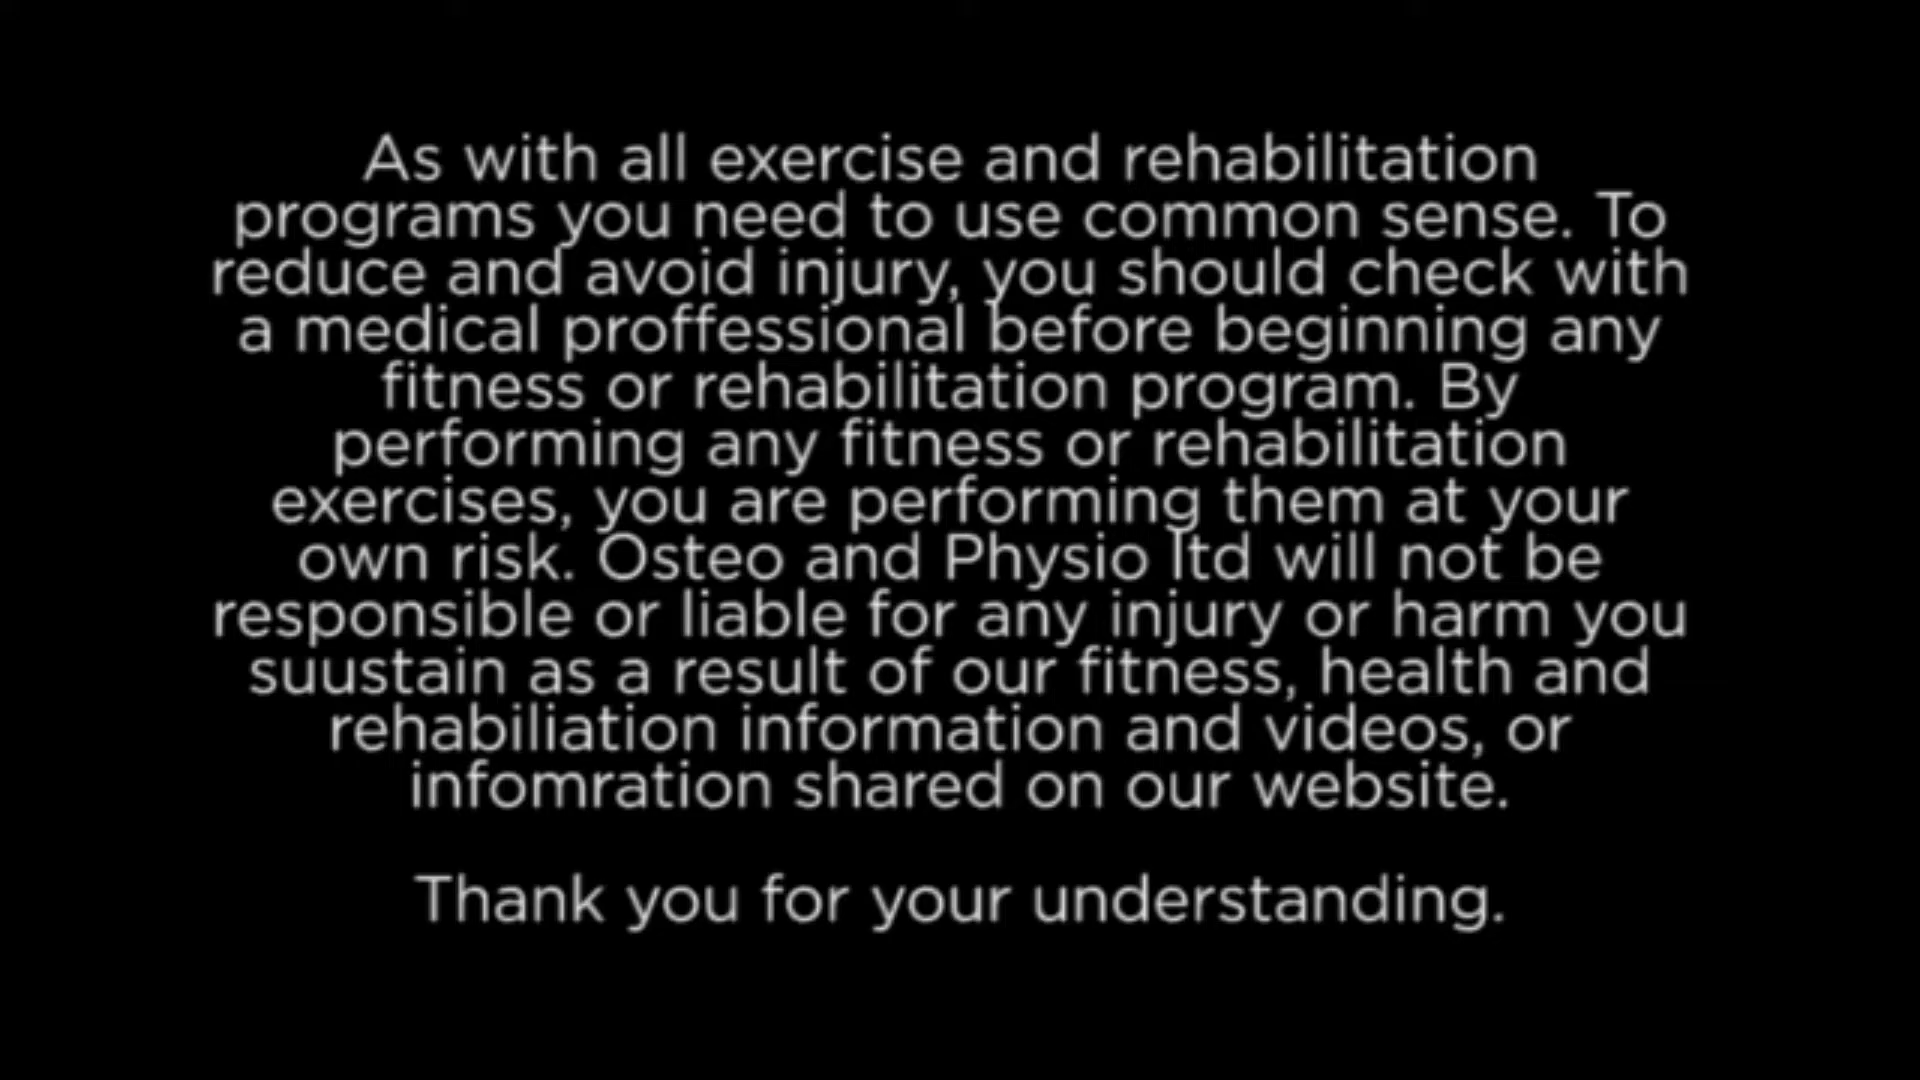 As with all exercise and rehabilitation
programs you need to use common sense. To
reduce and avoid injury, you should check with
a medical proffessional before beginning any
fitness or rehabilitation program. By
performing any fitness or rehabilitation
exercises, you are performing them at your
own risk. Osteo and Physio ltd will not be
responsible or liable for any injury or harm you
suustain as a result of our fitness, health and
rehabiliation information and videos, or
infomration shared on our website.
Thank you for your understanding.